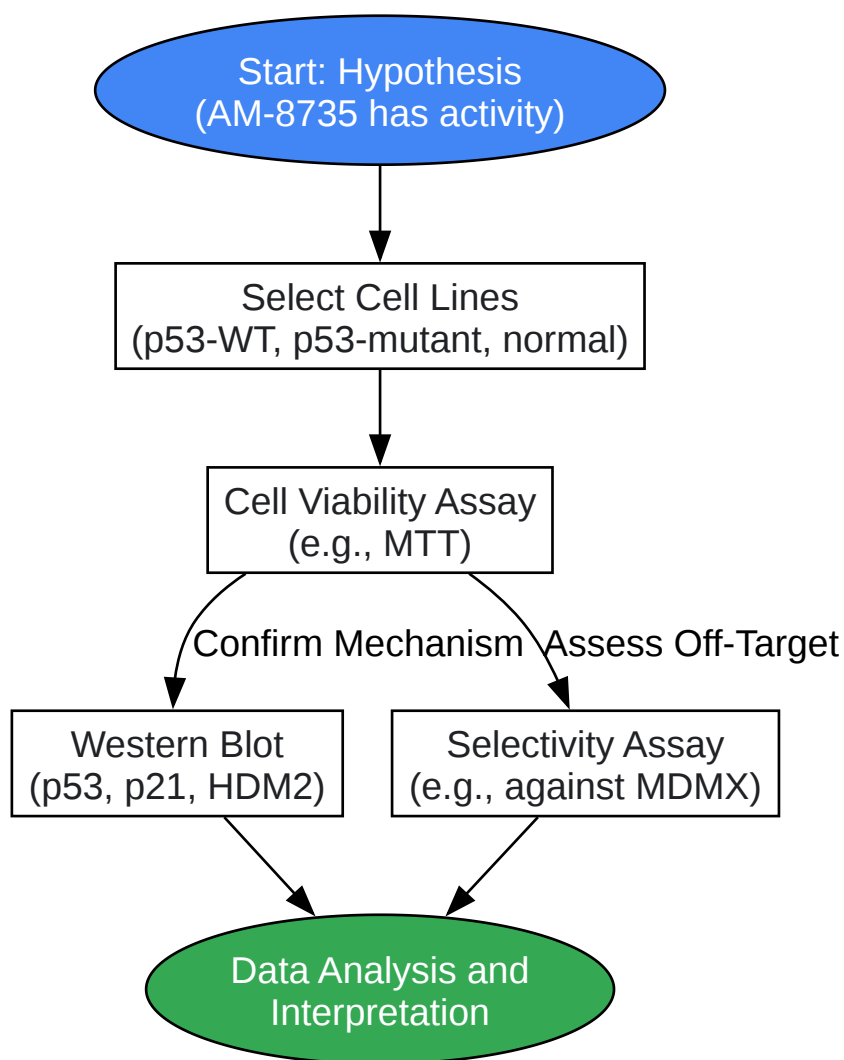 Start: Hypothesis
(AM-8735 has activity)
Select Cell Lines
(p53-WT, p53-mutant, normal)
Cell Viability Assay
(e.g., MTT)
Confirm Mechanism
Assess Off-Target
Western Blot
(p53, p21, HDM2)
Selectivity Assay
(e.g., against MDMX)
Data Analysis and
Interpretation